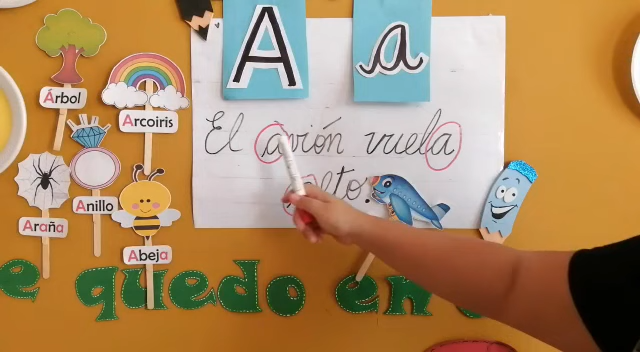 A a
Árbol
Arcoiris
El avión vuela
Anillo
Araña
Abeja
e quedo en